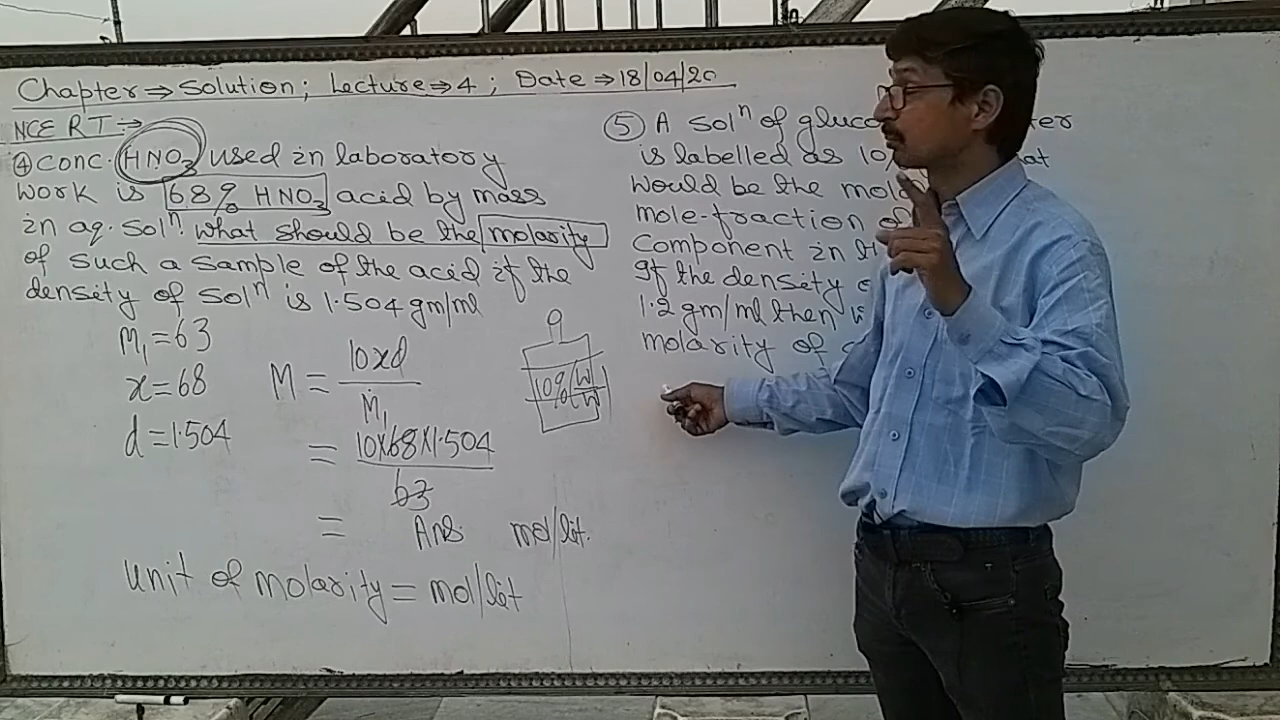 Chapter ⇒ Solution; Lecture ⇒ 4; Date → 18/04/20
NCERT:→
④ conc. HNO3 used in laboratory
work is 68% HNO3 acid by mass
in aq. solⁿ. what should be the molarity
of such a sample of the acid if the
density of solⁿ is 1.504 gm/ml
M1 = 63
x = 68
d = 1.504
M = 10xd / M1
= 10×68×1.504 / 63
= Ans mol/lit.
unit of molarity = mol/lit
10% (W/W)
⑤ A solⁿ of
is labelled as
would be the
mole-fraction of
component in
If the density
1.2 gm/ml then
molarity of